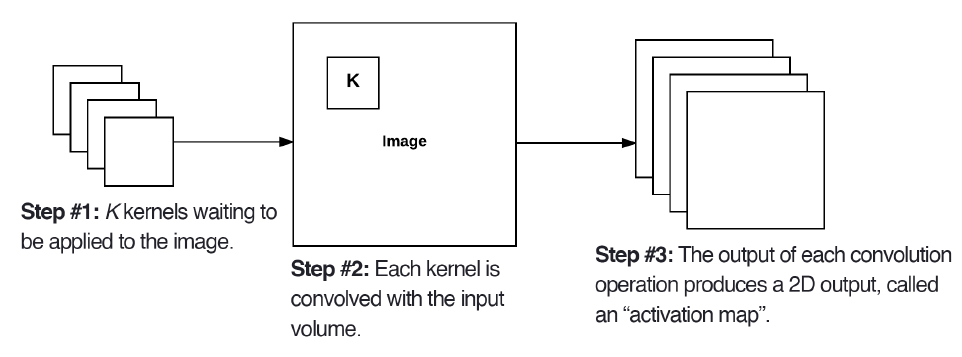 K
Image
Step #1: K kernels waiting to
be applied to the image.
Step #2: Each kernel is
convolved with the input
volume.
Step #3: The output of each convolution
operation produces a 2D output, called
an “activation map”.